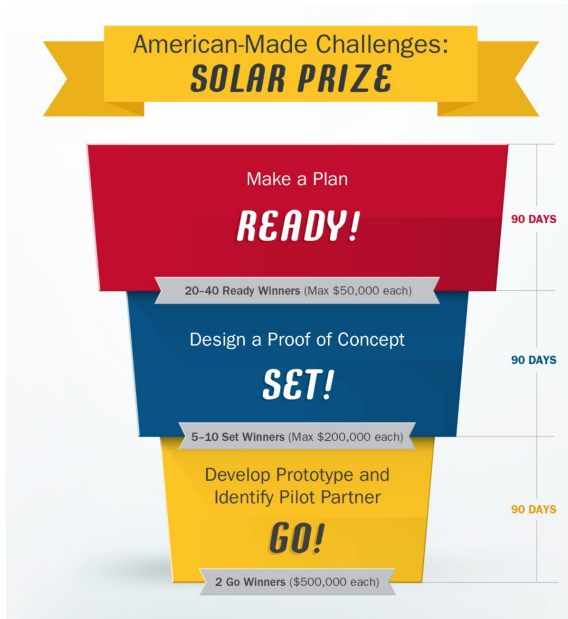 American-Made Challenges:
SOLAR PRIZE
Make a Plan
READY!
90 DAYS
20–40 Ready Winners (Max $50,000 each)
Design a Proof of Concept
SET!
90 DAYS
5–10 Set Winners (Max $200,000 each)
Develop Prototype and
Identify Pilot Partner
GO!
90 DAYS
2 Go Winners ($500,000 each)